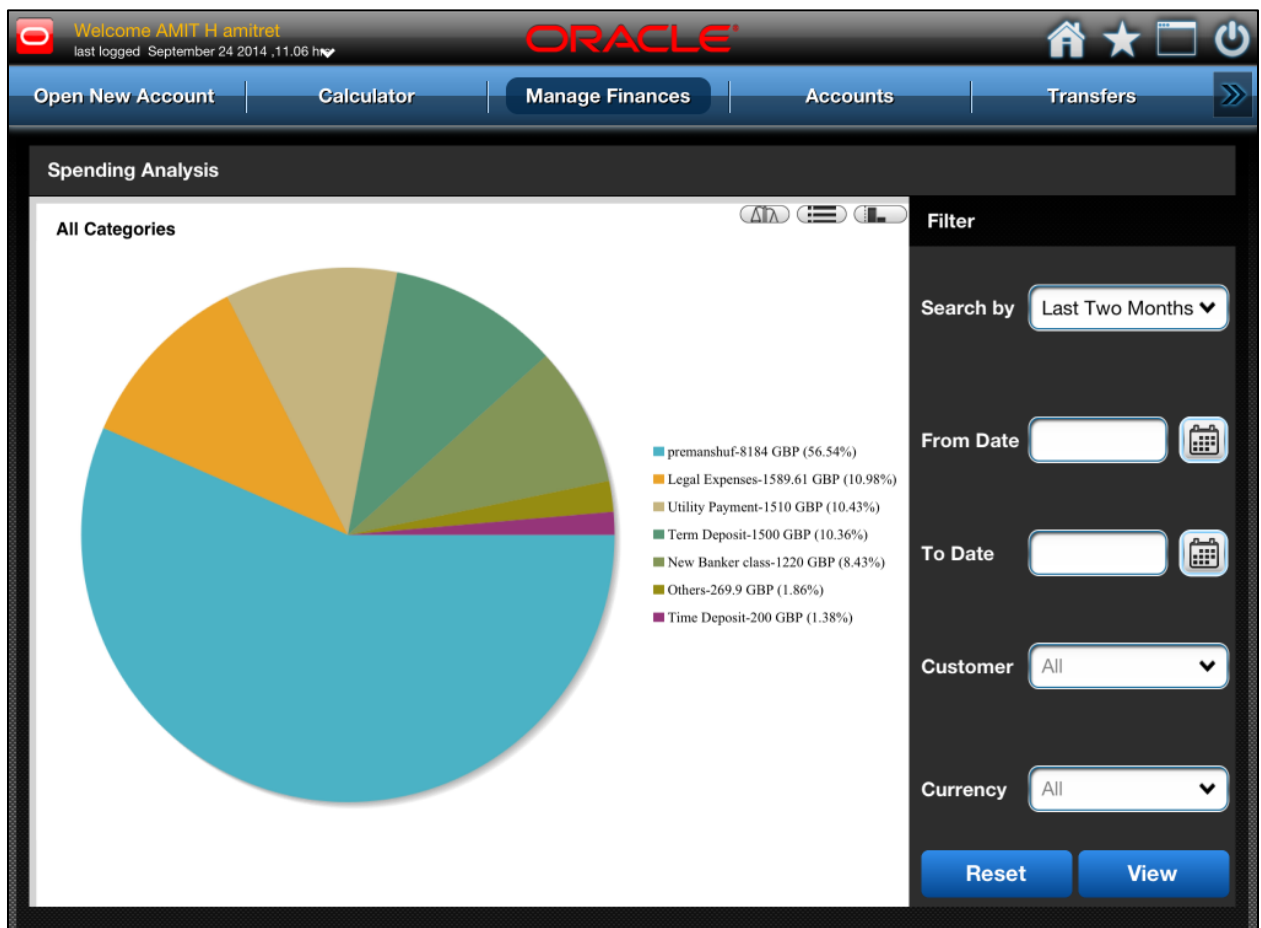 Welcome AMIT H amitret
last logged September 24 2014 ,11.06 hrs
ORACLE
Open New Account
Calculator
Manage Finances
Accounts
Transfers
Spending Analysis
All Categories
premanshuf-8184 GBP (56.54%)
Legal Expenses-1589.61 GBP (10.98%)
Utility Payment-1510 GBP (10.43%)
Term Deposit-1500 GBP (10.36%)
New Banker class-1220 GBP (8.43%)
Others-269.9 GBP (1.86%)
Time Deposit-200 GBP (1.38%)
Filter
Search by
Last Two Months
From Date
To Date
Customer
All
Currency
All
Reset
View